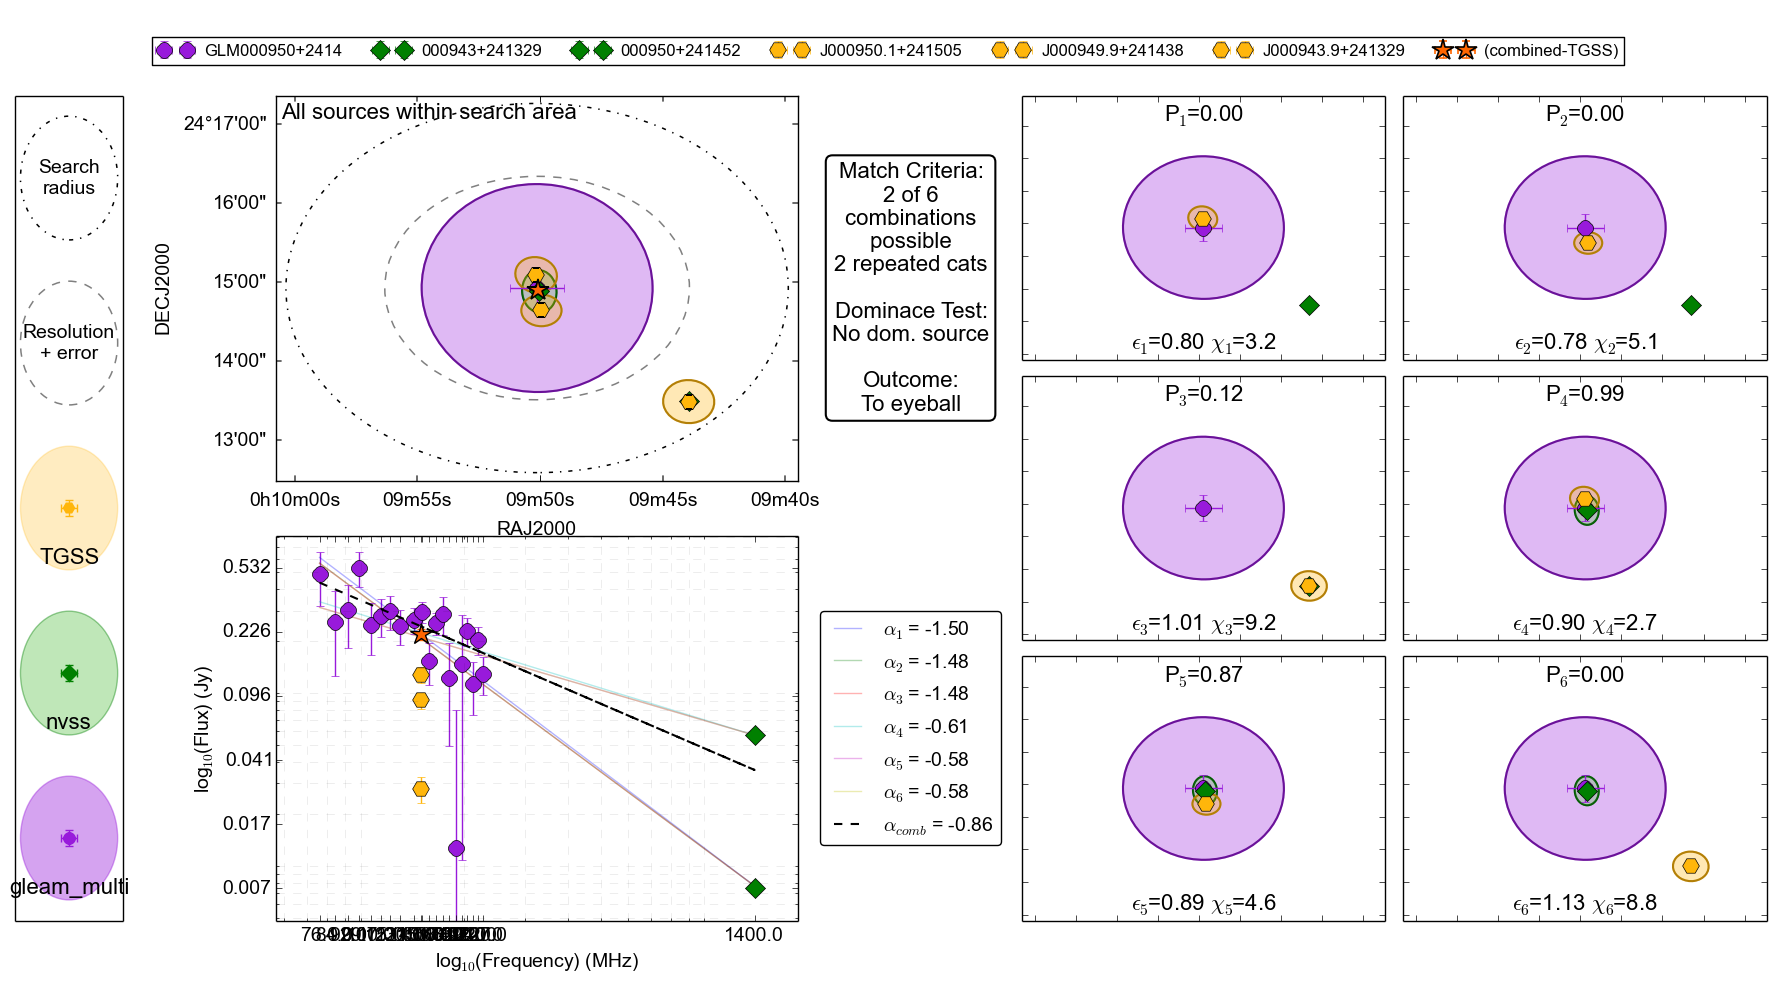 GLM000950+2414 000943+241329 000950+241452 J000950.1+241505 J000949.9+241438 J000943.9+241329 (combined-TGSS)
Search
radius
Resolution
+ error
TGSS
nvss
gleam_multi
All sources within search area
24°17'00"
16'00"
15'00"
14'00"
13'00"
DECJ2000
0h10m00s 09m55s 09m50s 09m45s 09m40s
RAJ2000
Match Criteria:
2 of 6
combinations
possible
2 repeated cats
Dominace Test:
No dom. source
Outcome:
To eyeball
P1=0.00
ϵ1=0.80 χ1=3.2
P2=0.00
ϵ2=0.78 χ2=5.1
P3=0.12
ϵ3=1.01 χ3=9.2
P4=0.99
ϵ4=0.90 χ4=2.7
P5=0.87
ϵ5=0.89 χ5=4.6
P6=0.00
ϵ6=1.13 χ6=8.8
0.532
0.226
0.096
0.041
0.017
0.007
log10(Flux) (Jy)
1400.0
log10(Frequency) (MHz)
α1 = -1.50
α2 = -1.48
α3 = -1.48
α4 = -0.61
α5 = -0.58
α6 = -0.58
αcomb = -0.86